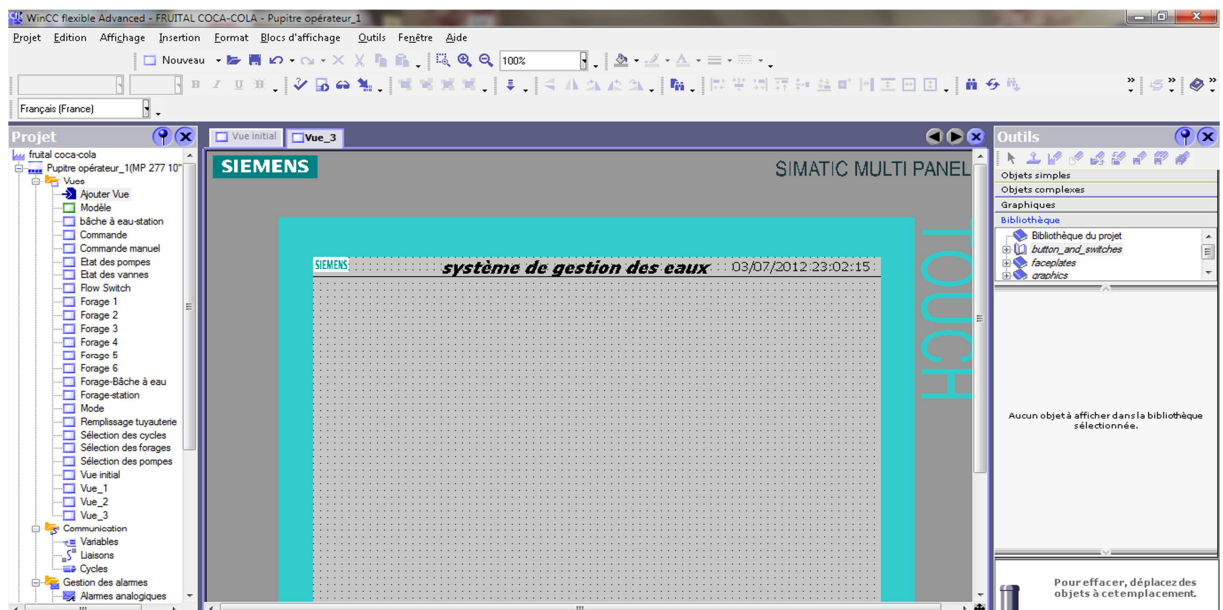 WinCC flexible Advanced - FRUITAL COCA-COLA - Pupitre opérateur_1
Projet Edition Affichage Insertion Format Blocs d'affichage Outils Fenêtre Aide
Nouveau 100%
B I U B
Français (France)
Projet
fruital coca-cola
Pupitre opérateur_1(MP 277 10"
Vues
Ajouter Vue
Modèle
bâche à eau-station
Commande
Commande manuel
Etat des pompes
Etat des vannes
Flow Switch
Forage 1
Forage 2
Forage 3
Forage 4
Forage 5
Forage 6
Forage-Bâche à eau
Forage-station
Mode
Remplissage tuyauterie
Sélection des cycles
Sélection des forages
Sélection des pompes
Vue initial
Vue_1
Vue_2
Vue_3
Communication
Variables
Liaisons
Cycles
Gestion des alarmes
Alarmes analogiques
Vue initial Vue_3
SIEMENS SIMATIC MULTI PANEL
TOUCH
SIEMENS système de gestion des eaux 03/07/2012 23:02:15
Outils
Objets simples
Objets complexes
Graphiques
Bibliothèque
Bibliothèque du projet
button_and_switches
faceplates
graphics
Aucun objet à afficher dans la bibliothèque
sélectionnée.
Pour effacer, déplacez des
objets à cet emplacement.